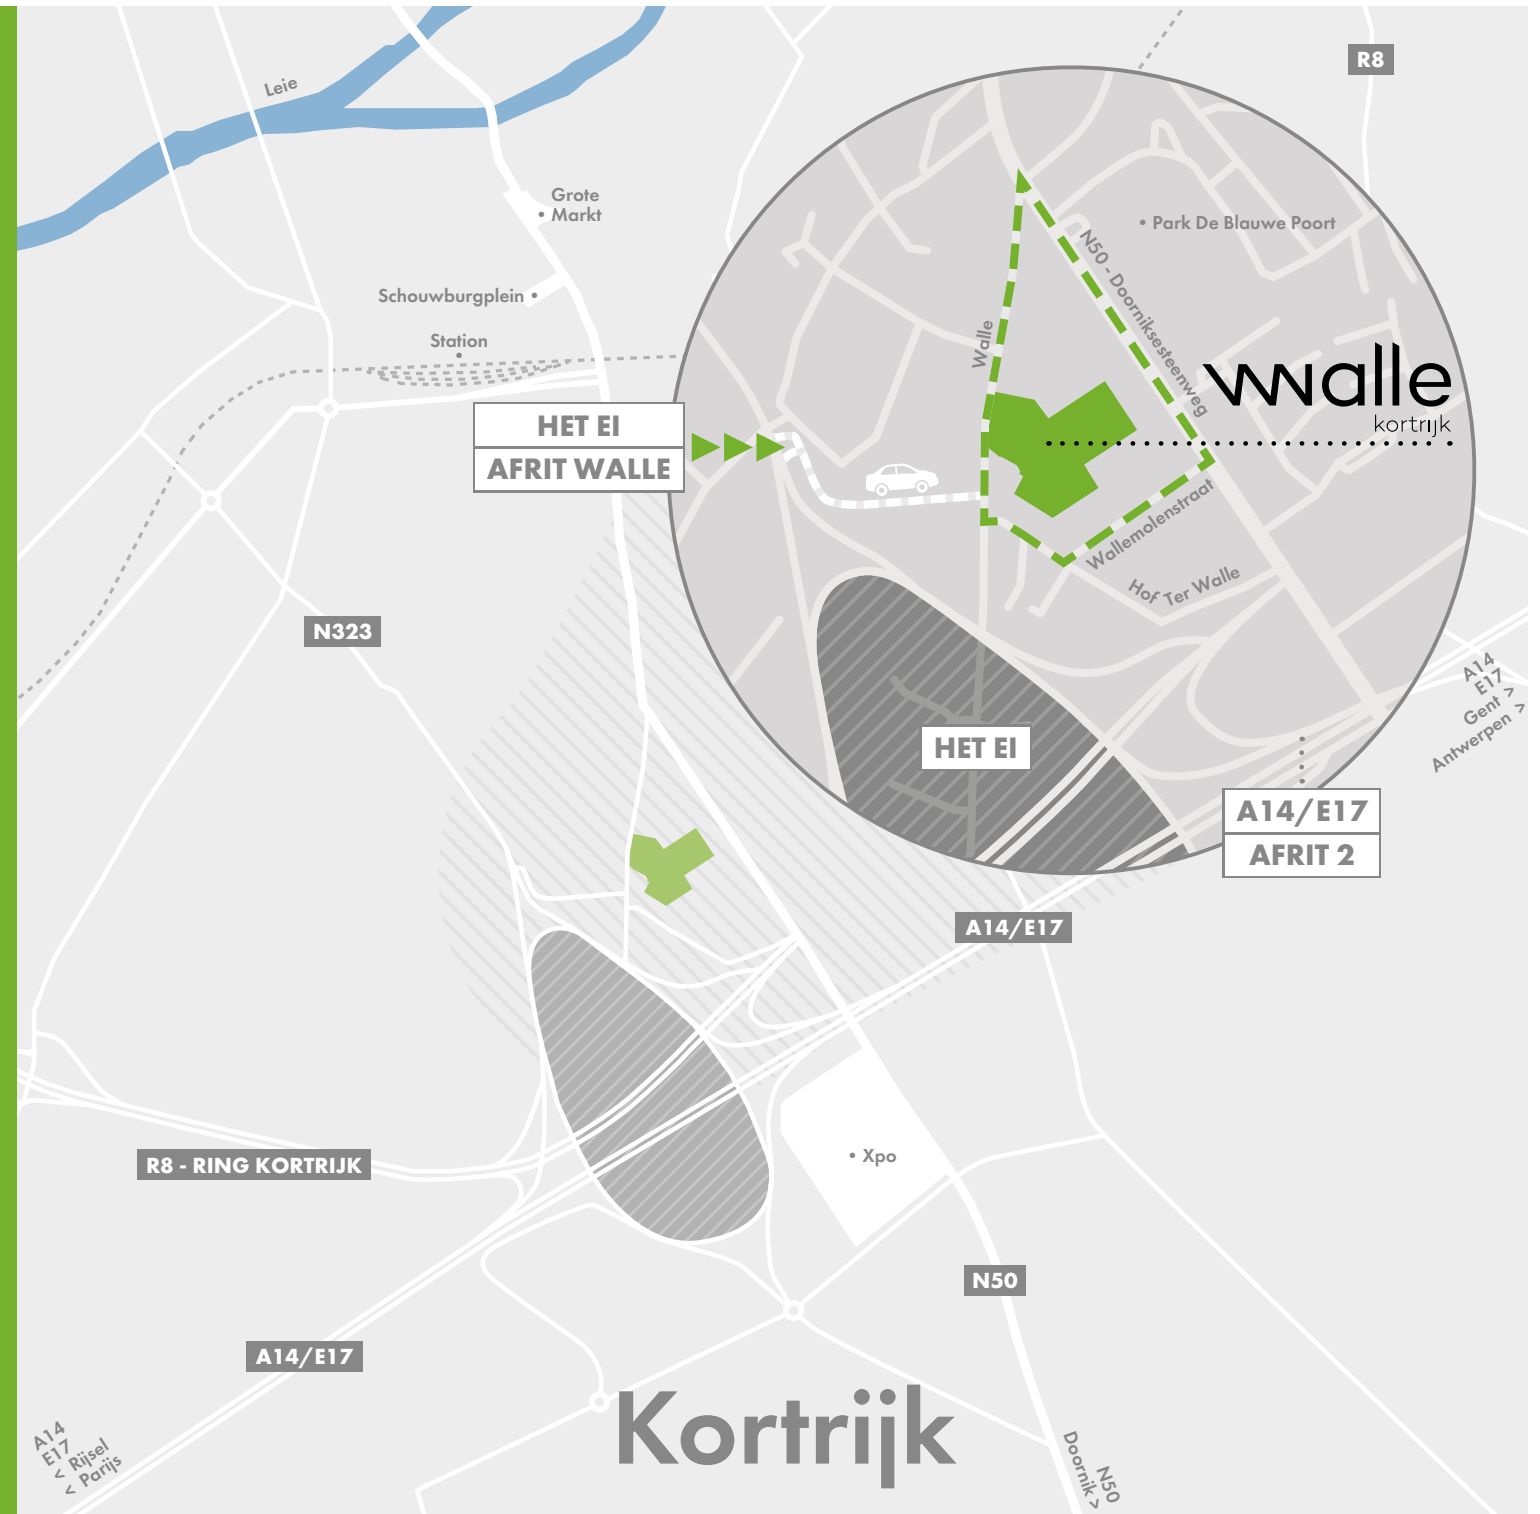 R8
Leie
Grote
• Markt
• Park De Blauwe Poort
N50 - Doorniksesteenweg
Schouwburgplein •
Station
Walle
walle
kortrijk
HET EI
AFRIT WALLE
Wallemolenstraat
Hof Ter Walle
N323
A14
E17
Gent >
Antwerpen >
HET EI
A14/E17
AFRIT 2
A14/E17
R8 - RING KORTRIJK
• Xpo
N50
A14/E17
Kortrijk
A14
E17
< Rijsel
< Parijs
N50
Doornik >